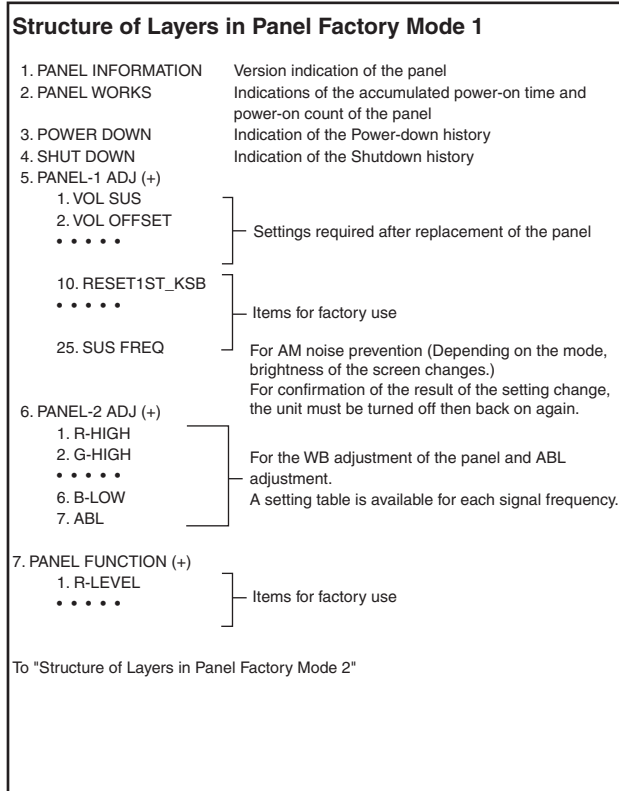 Structure of Layers in Panel Factory Mode 1
1. PANEL INFORMATION Version indication of the panel
2. PANEL WORKS Indications of the accumulated power-on time and
power-on count of the panel
3. POWER DOWN Indication of the Power-down history
4. SHUT DOWN Indication of the Shutdown history
5. PANEL-1 ADJ (+)
1. VOL SUS
2. VOL OFFSET
• • • • •
Settings required after replacement of the panel
10. RESET1ST_KSB
• • • • •
Items for factory use
25. SUS FREQ For AM noise prevention (Depending on the mode,
brightness of the screen changes.)
For confirmation of the result of the setting change,
the unit must be turned off then back on again.
6. PANEL-2 ADJ (+)
1. R-HIGH
2. G-HIGH
• • • • •
6. B-LOW
7. ABL
For the WB adjustment of the panel and ABL
adjustment.
A setting table is available for each signal frequency.
7. PANEL FUNCTION (+)
1. R-LEVEL
• • • • •
Items for factory use
To "Structure of Layers in Panel Factory Mode 2"